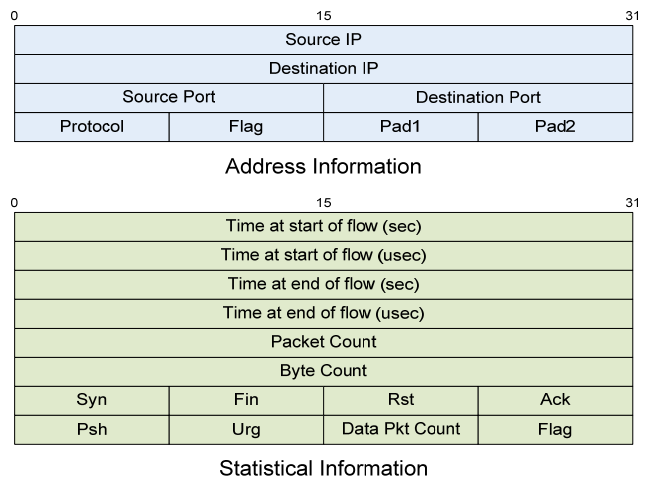 0 15 31
Source IP
Destination IP
Source Port Destination Port
Protocol Flag Pad1 Pad2
Address Information
0 15 31
Time at start of flow (sec)
Time at start of flow (usec)
Time at end of flow (sec)
Time at end of flow (usec)
Packet Count
Byte Count
Syn Fin Rst Ack
Psh Urg Data Pkt Count Flag
Statistical Information